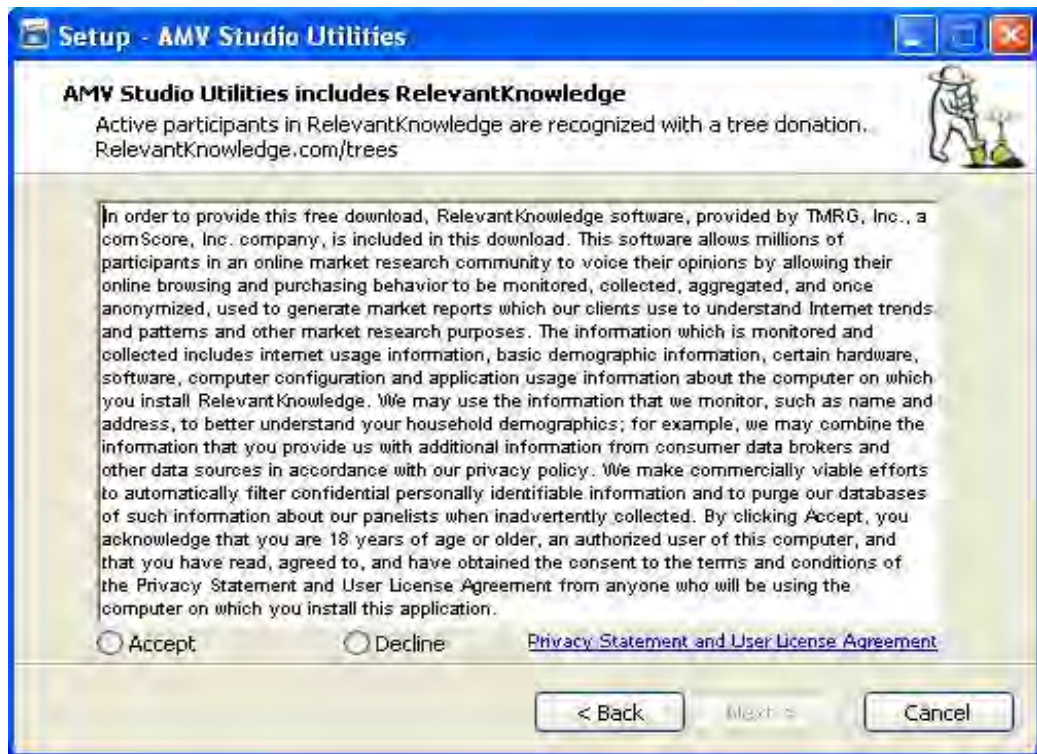 Setup - AMV Studio Utilities
AMV Studio Utilities includes RelevantKnowledge
Active participants in RelevantKnowledge are recognized with a tree donation.
RelevantKnowledge.com/trees
In order to provide this free download, RelevantKnowledge software, provided by TMRG, Inc., a
comScore, Inc. company, is included in this download. This software allows millions of
participants in an online market research community to voice their opinions by allowing their
online browsing and purchasing behavior to be monitored, collected, aggregated, and once
anonymized, used to generate market reports which our clients use to understand Internet trends
and patterns and other market research purposes. The information which is monitored and
collected includes internet usage information, basic demographic information, certain hardware,
software, computer configuration and application usage information about the computer on which
you install RelevantKnowledge. We may use the information that we monitor, such as name and
address, to better understand your household demographics; for example, we may combine the
information that you provide us with additional information from consumer data brokers and
other data sources in accordance with our privacy policy. We make commercially viable efforts
to automatically filter confidential personally identifiable information and to purge our databases
of such information about our panelists when inadvertently collected. By clicking Accept, you
acknowledge that you are 18 years of age or older, an authorized user of this computer, and
that you have read, agreed to, and have obtained the consent to the terms and conditions of
the Privacy Statement and User License Agreement from anyone who will be using the
computer on which you install this application.
Accept Decline Privacy Statement and User License Agreement
< Back Next > Cancel